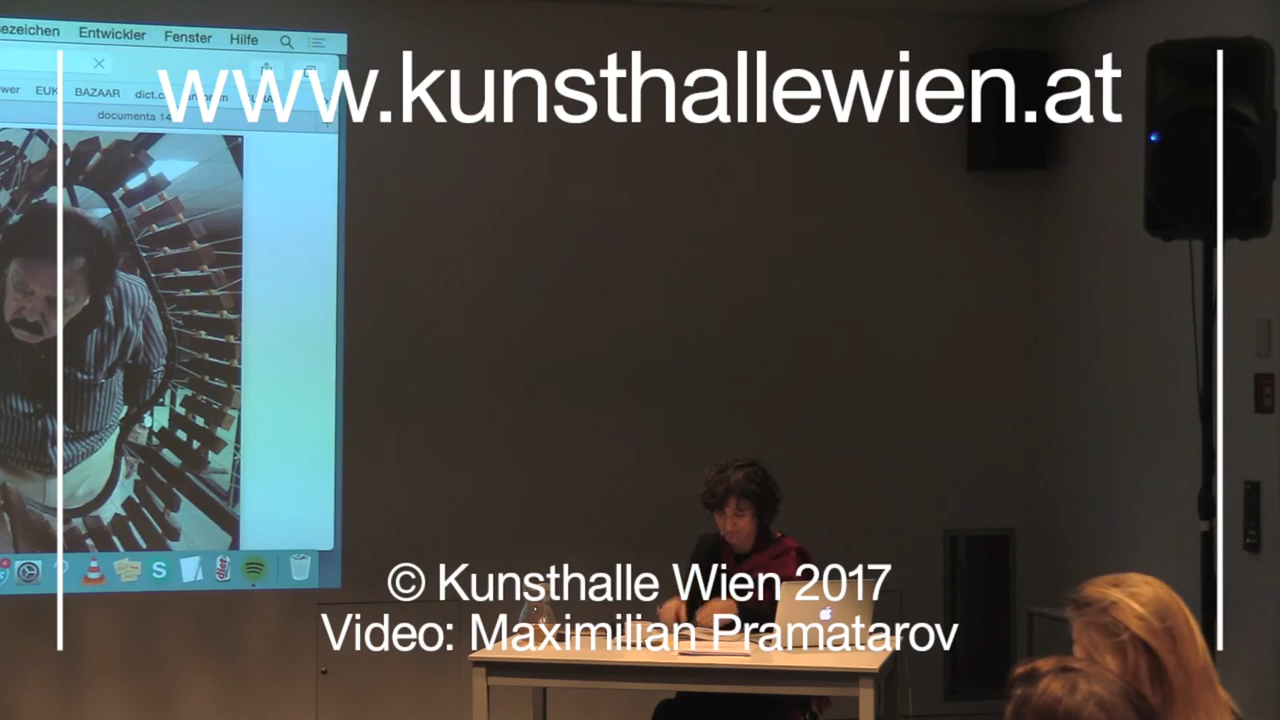 ezeichen Entwickler Fenster Hilfe
www.kunsthallewien.at
wer EUK BAZAAR
documenta 14
S
dict
© Kunsthalle Wien 2017
Video: Maximilian Pramatarov